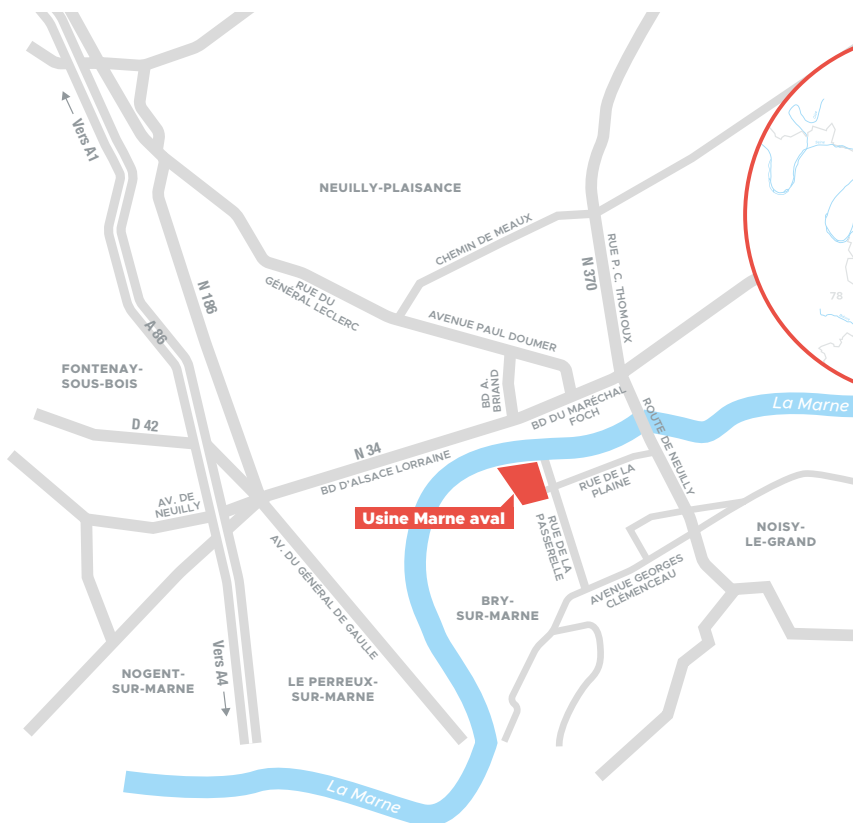 Vers A1
NEUILLY-PLAISANCE
CHEMIN DE MEAUX
RUE P. C. THOMOUX
N 370
N 186
RUE DU
GÉNÉRAL LECLERC
AVENUE PAUL DOUMER
78
A 86
FONTENAY-
SOUS-BOIS
BD A.
BRIAND
BD DU MARÉCHAL
FOCH
La Marne
ROUTE DE NEUILLY
D 42
N 34
BD D'ALSACE LORRAINE
AV. DE
NEUILLY
RUE DE LA
PLAINE
Usine Marne aval
RUE DE LA
PASSERELLE
NOISY-
LE-GRAND
AV. DU GÉNÉRAL DE GAULLE
AVENUE GEORGES
CLÉMENCEAU
BRY-
SUR-MARNE
NOGENT-
SUR-MARNE
Vers A4
LE PERREUX-
SUR-MARNE
La Marne